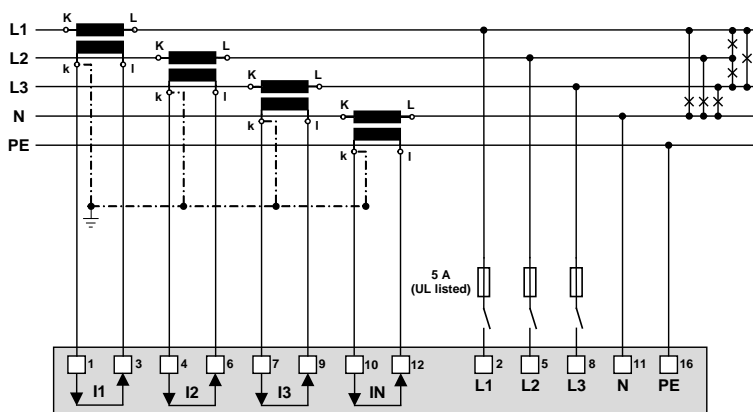 L1 K L
L2 k l K L
L3 k l K L
N k l K L
PE k l
5 A
(UL listed)
1 3 4 6 7 9 10 12 2 5 8 11 16
I1 I2 I3 IN L1 L2 L3 N PE